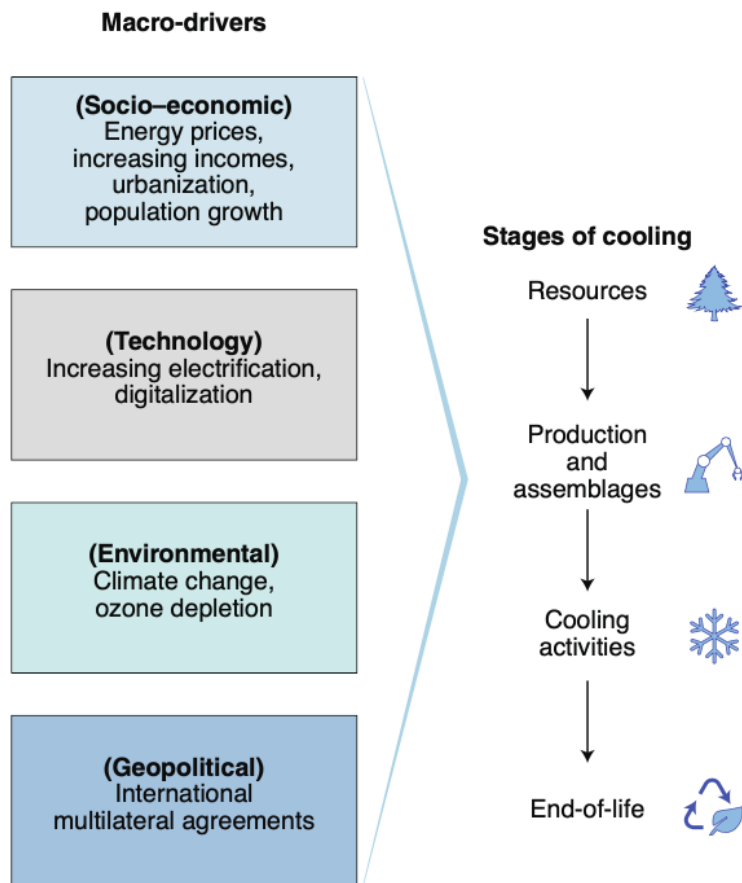 Macro-drivers
(Socio–economic)
Energy prices,
increasing incomes,
urbanization,
population growth
(Technology)
Increasing electrification,
digitalization
(Environmental)
Climate change,
ozone depletion
(Geopolitical)
International
multilateral agreements
Stages of cooling
Resources
Production
and
assemblages
Cooling
activities
End-of-life